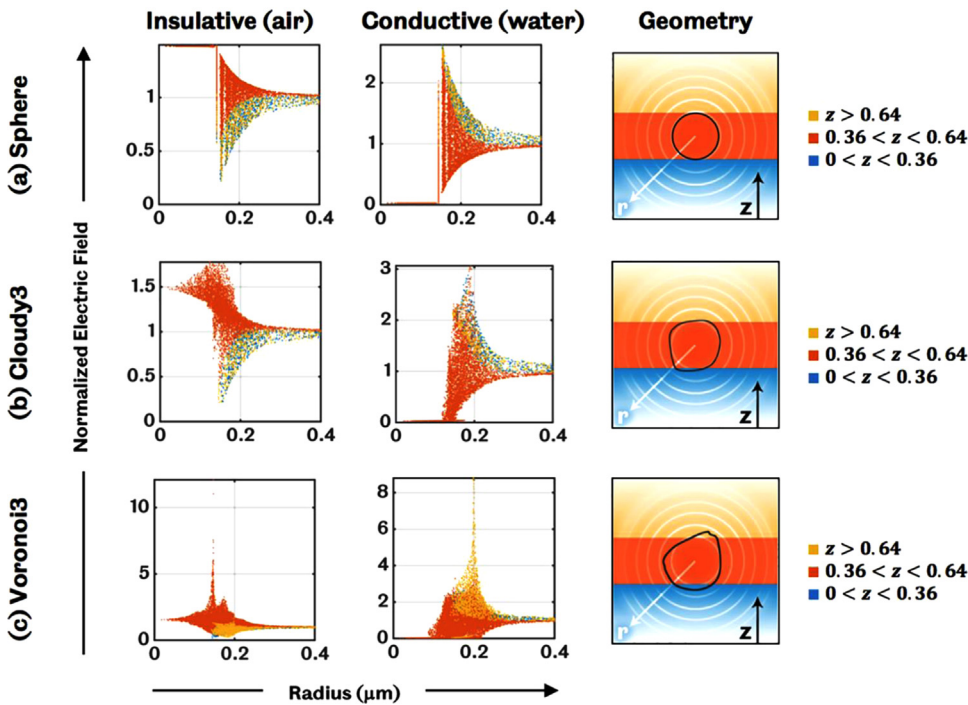 Insulative (air) Conductive (water) Geometry
Normalized Electric Field
(a) Sphere
1
0.5
0
0 0.2 0.4
2
1
0
0 0.2 0.4
r
z
z > 0.64
0.36 < z < 0.64
0 < z < 0.36
(b) Cloudy3
1.5
1
0.5
0
0 0.2 0.4
3
2
1
0
0 0.2 0.4
r
z
z > 0.64
0.36 < z < 0.64
0 < z < 0.36
(c) Voronoi3
10
5
0
0 0.2 0.4
8
6
4
2
0
0 0.2 0.4
r
z
z > 0.64
0.36 < z < 0.64
0 < z < 0.36
Radius (μm)